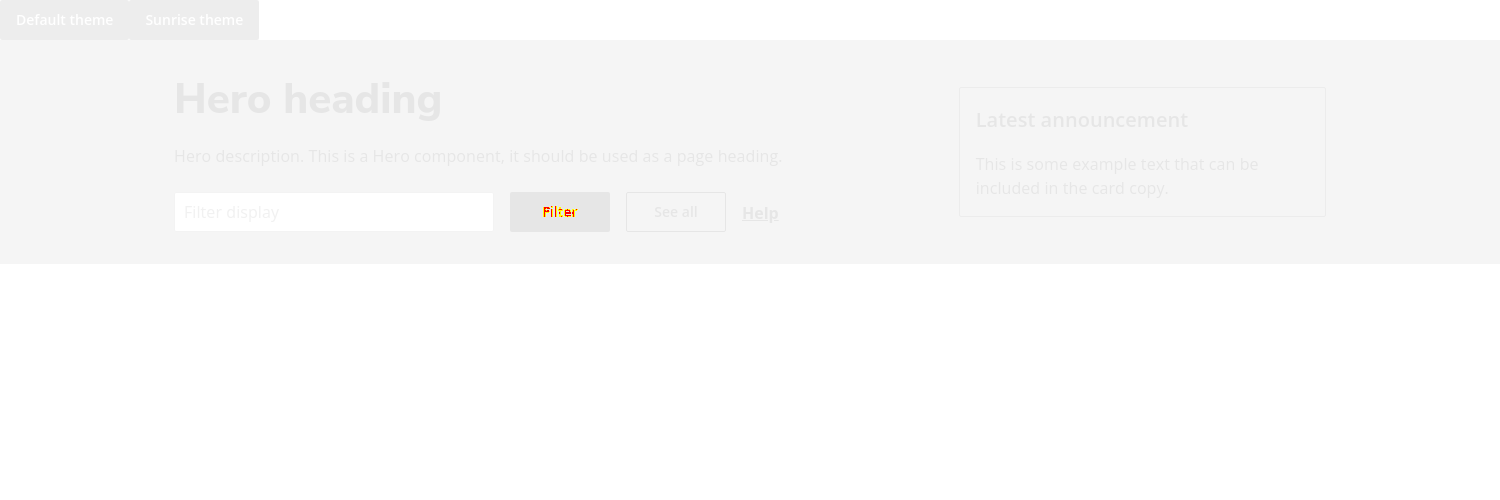 Default theme Sunrise theme
Hero heading
Hero description. This is a Hero component, it should be used as a page heading.
Filter display Filter See all Help
Latest announcement
This is some example text that can be
included in the card copy.